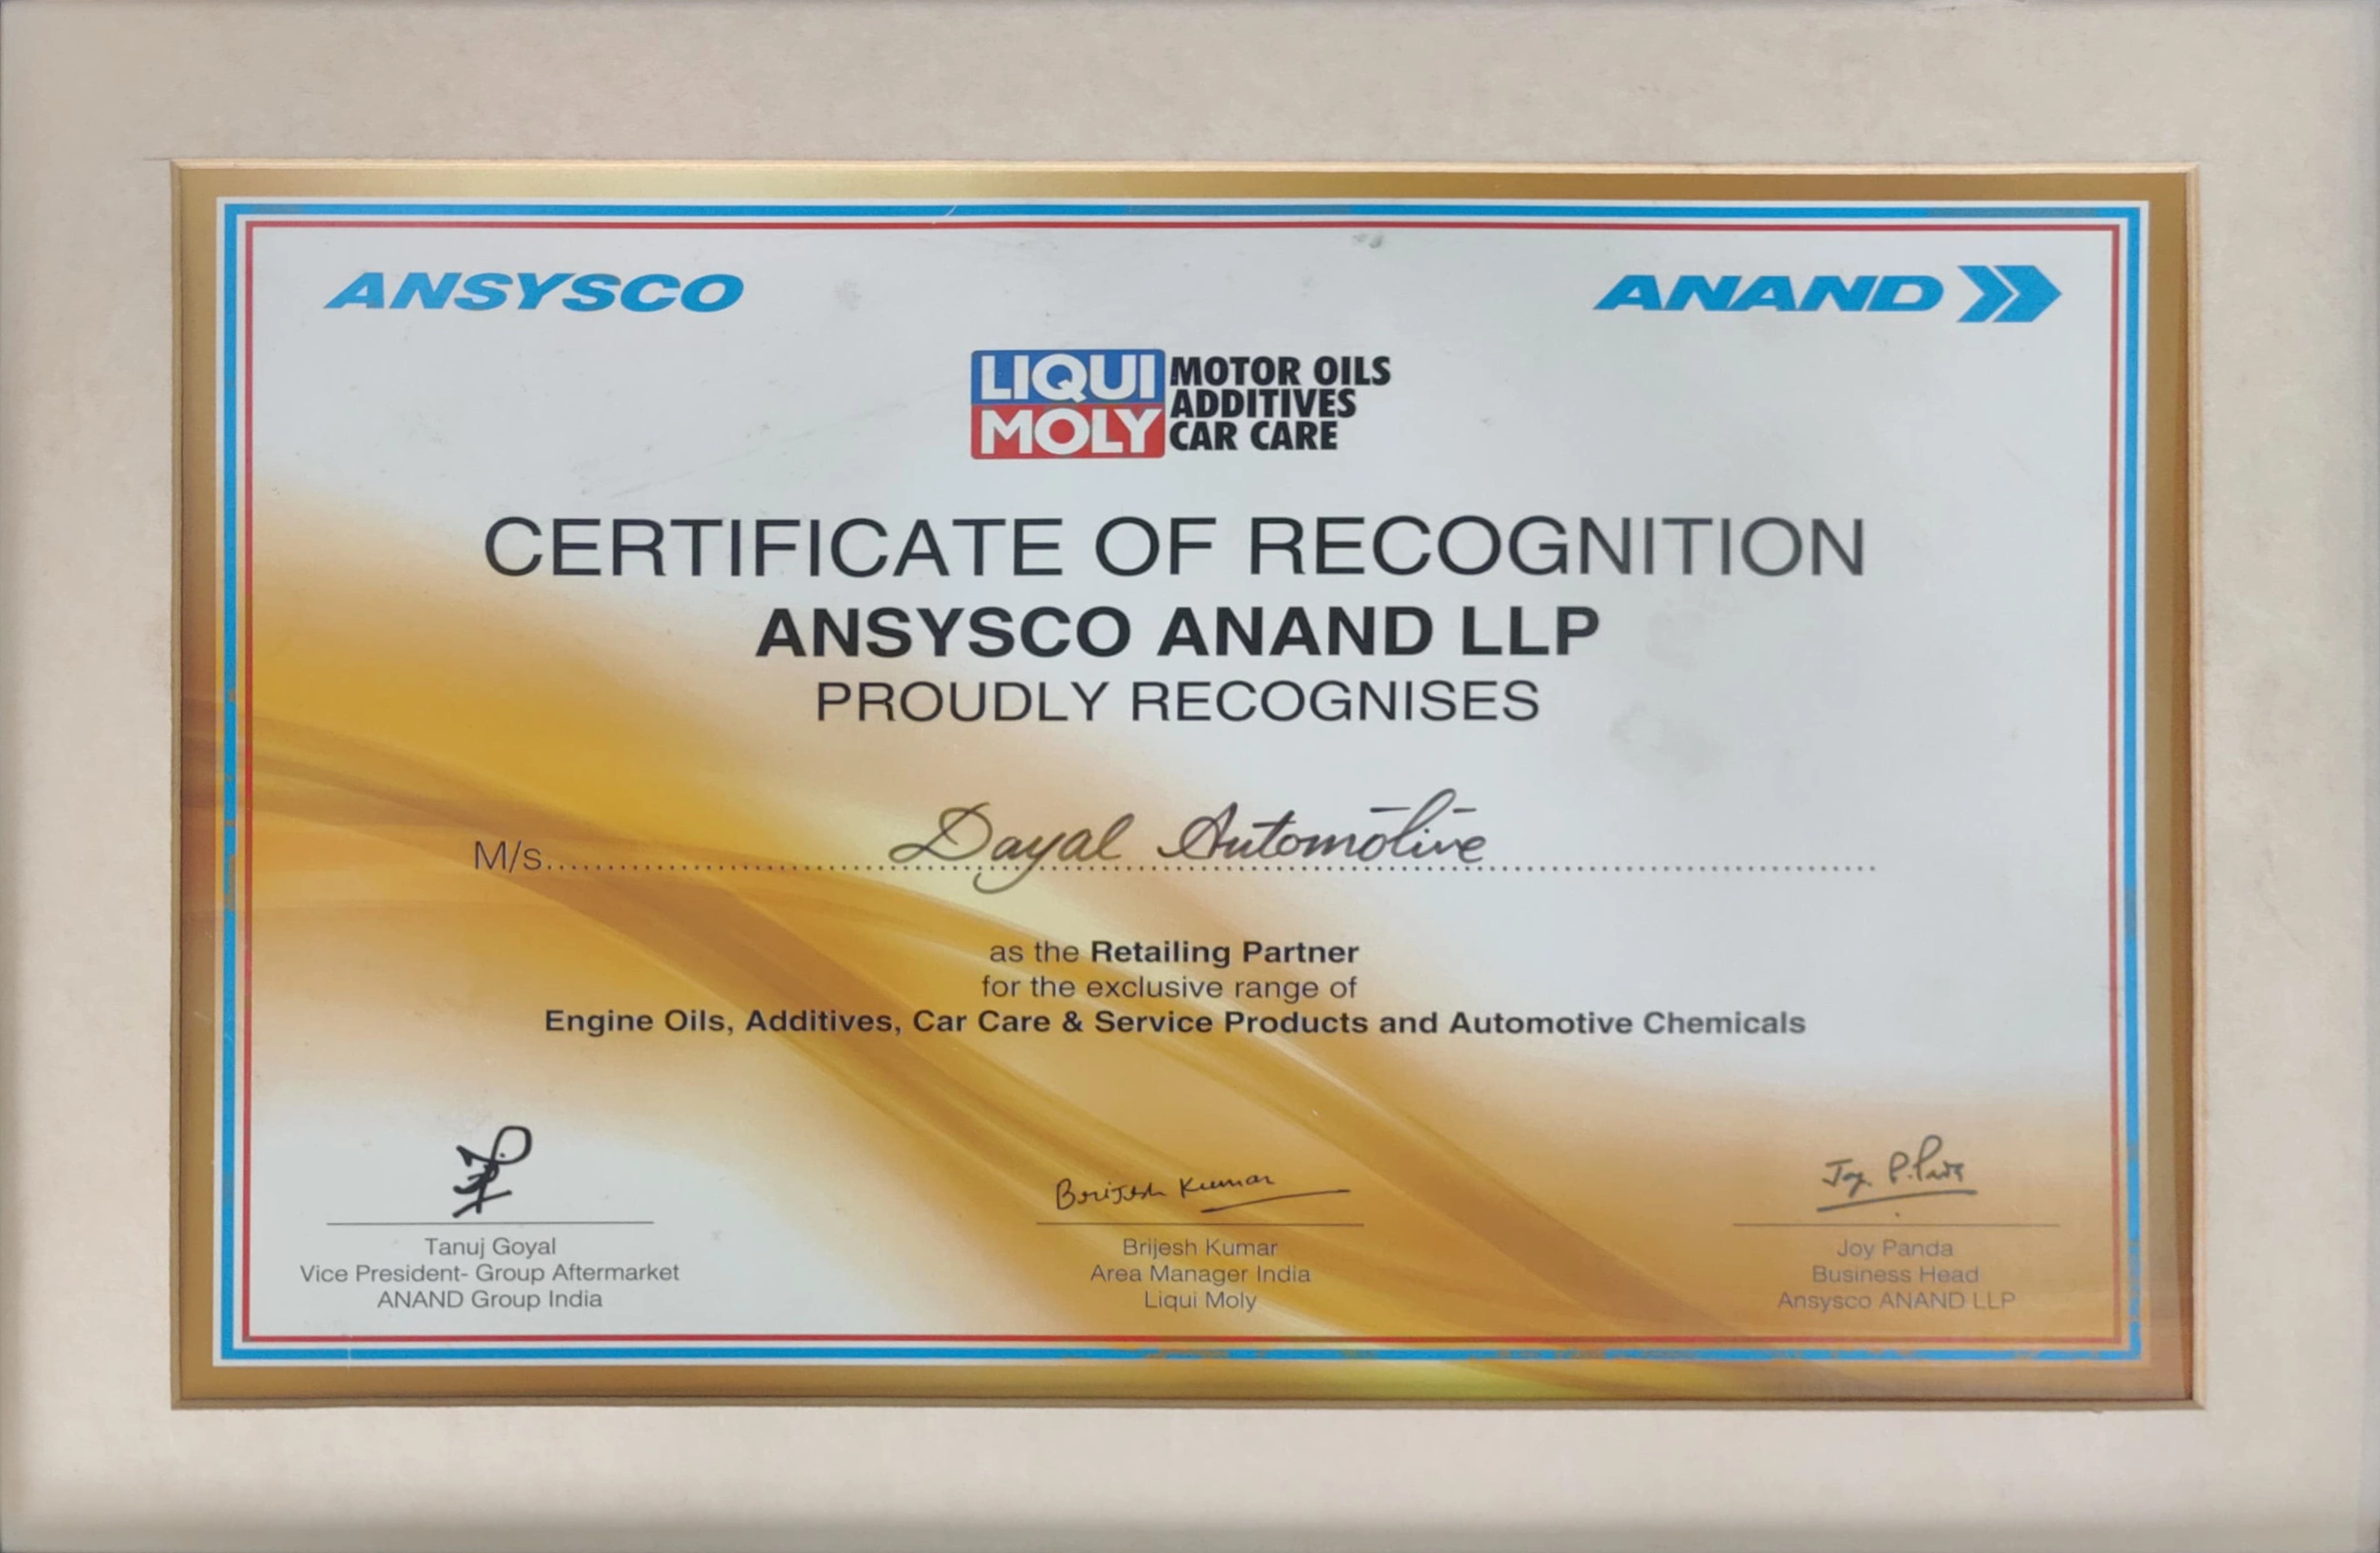 ANSYSCO
ANAND
LIQUI MOLY
MOTOR OILS
ADDITIVES
CAR CARE
CERTIFICATE OF RECOGNITION
ANSYSCO ANAND LLP
PROUDLY RECOGNISES
M/s. Dayal Automotive
as the Retailing Partner
for the exclusive range of
Engine Oils, Additives, Car Care & Service Products and Automotive Chemicals
Brijesh Kumar
Tanuj Goyal
Vice President- Group Aftermarket
ANAND Group India
Brijesh Kumar
Area Manager India
Liqui Moly
Joy Panda
Business Head
Ansysco ANAND LLP